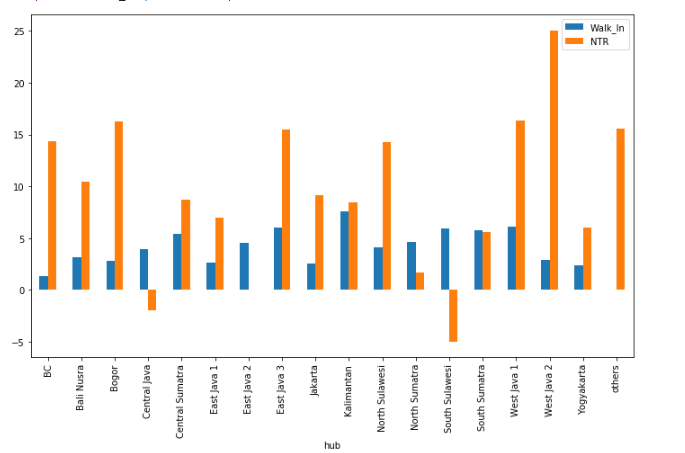 Walk_In
NTR
25
20
15
10
5
0
−5
BC
Bali Nusra
Bogor
Central Java
Central Sumatra
East Java 1
East Java 2
East Java 3
Jakarta
Kalimantan
North Sulawesi
North Sumatra
South Sulawesi
South Sumatra
West Java 1
West Java 2
Yogyakarta
others
hub